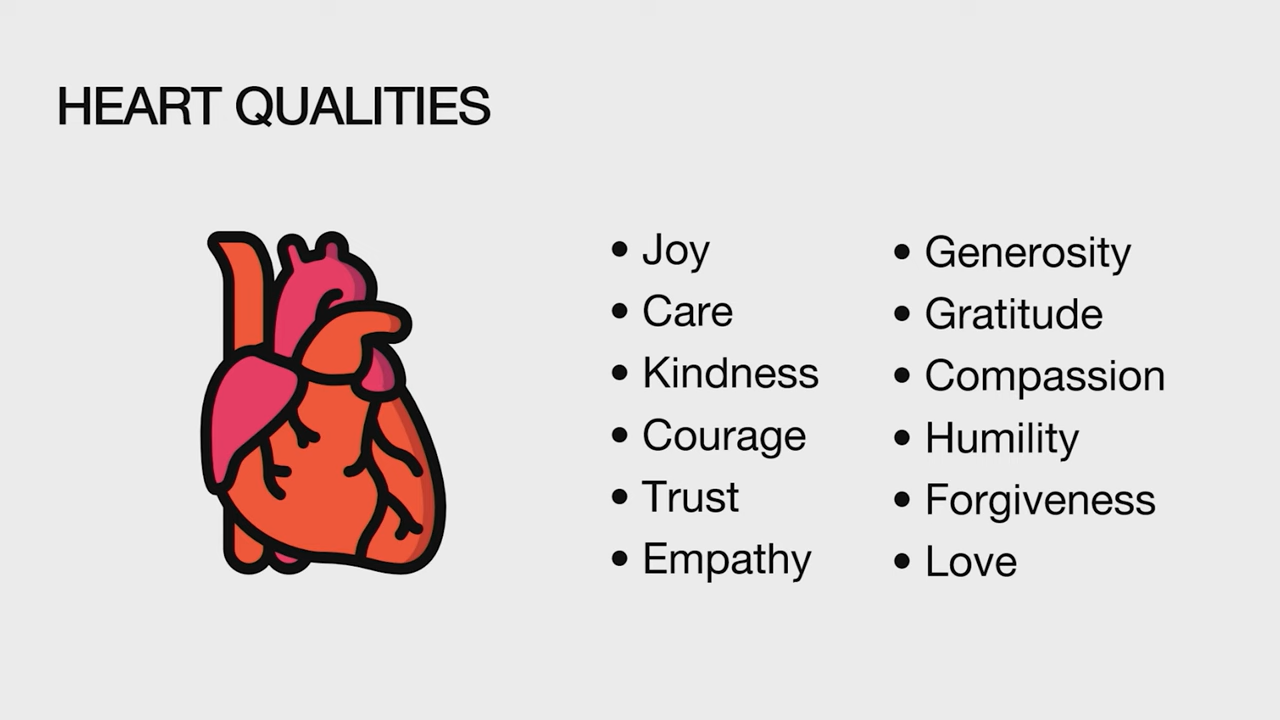 HEART QUALITIES
• Joy
• Care
• Kindness
• Courage
• Trust
• Empathy
• Generosity
• Gratitude
• Compassion
• Humility
• Forgiveness
• Love